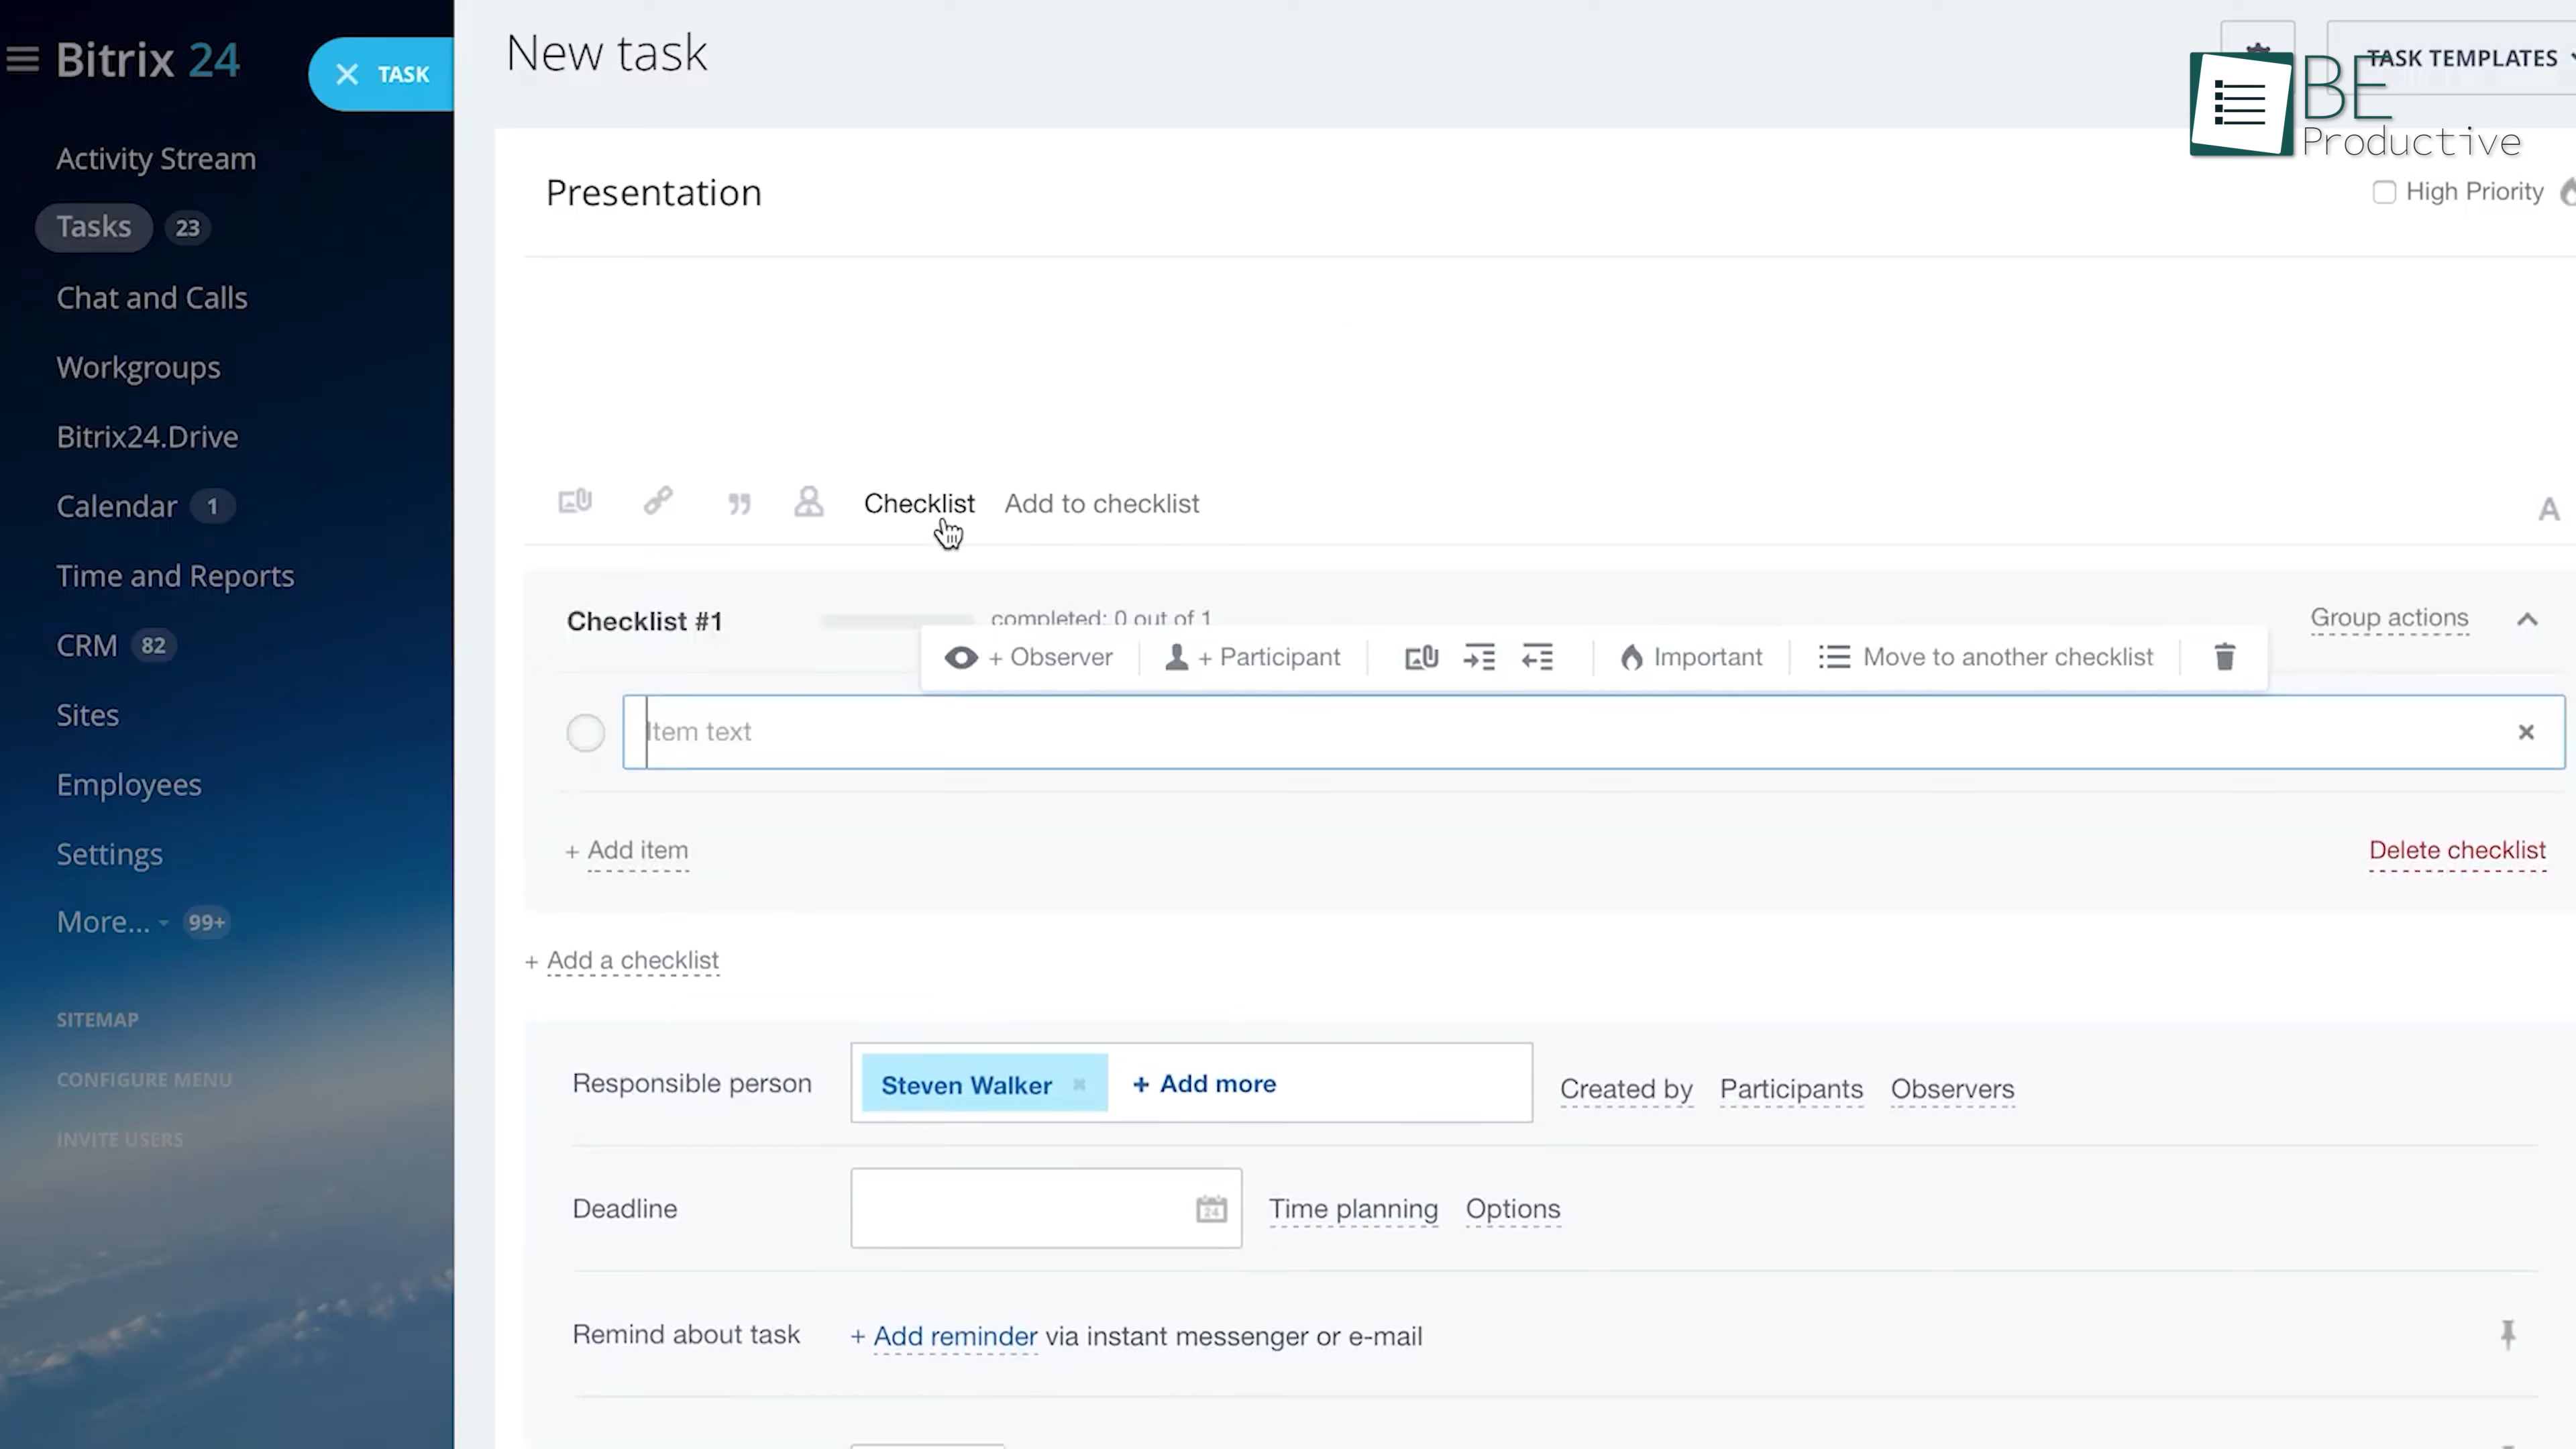 Bitrix 24
TASK
Activity Stream
Tasks 23
Chat and Calls
Workgroups
Bitrix24.Drive
Calendar 1
Time and Reports
CRM 82
Sites
Employees
Settings
More... 99+
SITEMAP
CONFIGURE MENU
INVITE USERS
New task
TASK TEMPLATES
BE
Productive
Presentation
High Priority
Checklist Add to checklist A
Checklist #1 completed: 0 out of 1 Group actions
+ Observer + Participant Important Move to another checklist
Item text
+ Add item Delete checklist
+ Add a checklist
Responsible person Steven Walker + Add more Created by Participants Observers
Deadline 24 Time planning Options
Remind about task + Add reminder via instant messenger or e-mail